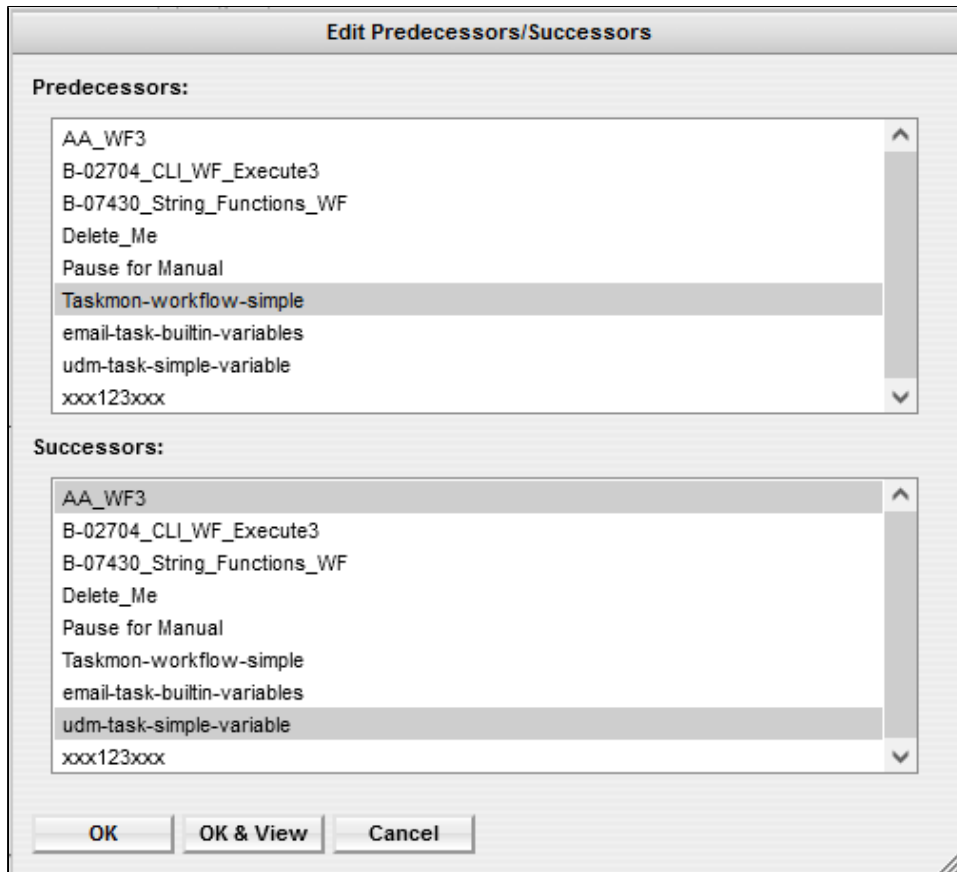 Edit Predecessors/Successors
Predecessors:
AA_WF3
B-02704_CLI_WF_Execute3
B-07430_String_Functions_WF
Delete_Me
Pause for Manual
Taskmon-workflow-simple
email-task-builtin-variables
udm-task-simple-variable
xxx123xxx
Successors:
AA_WF3
B-02704_CLI_WF_Execute3
B-07430_String_Functions_WF
Delete_Me
Pause for Manual
Taskmon-workflow-simple
email-task-builtin-variables
udm-task-simple-variable
xxx123xxx
OK OK & View Cancel